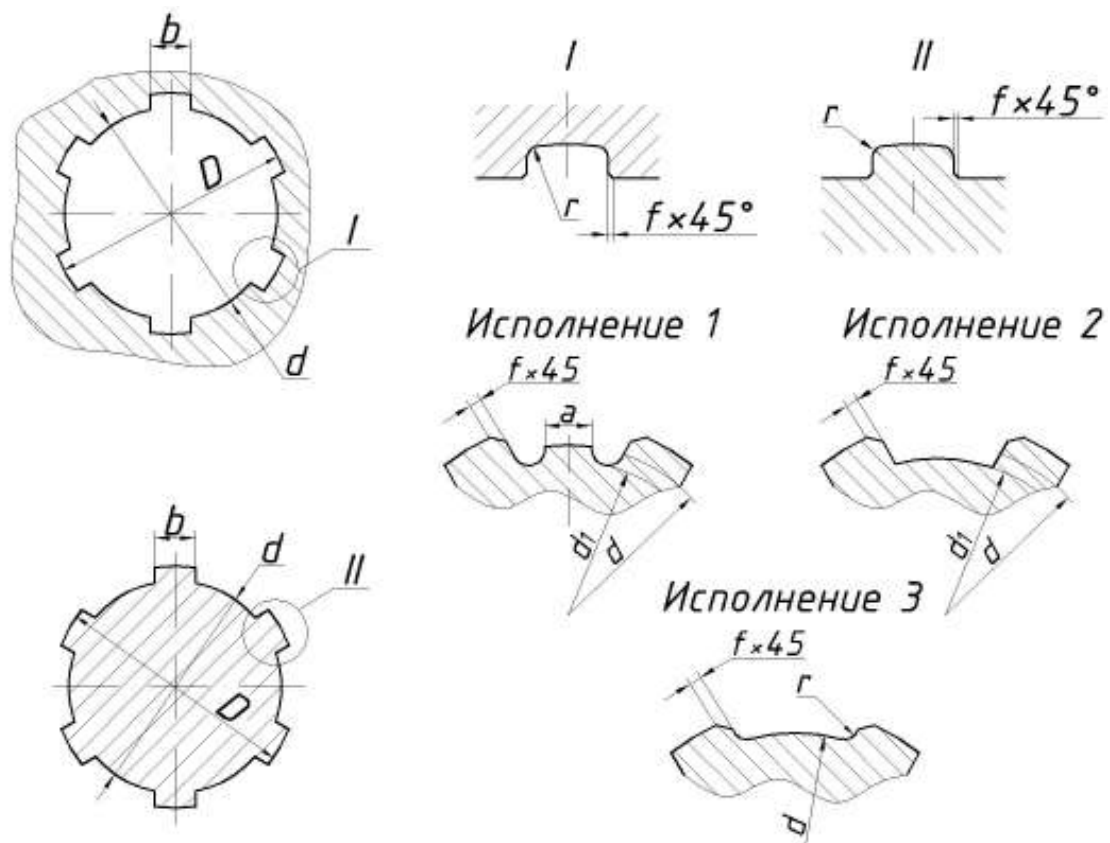 b
D
I
d
I
r
f×45°
II
r
f×45°
Исполнение 1
f×45
a
d1
d
Исполнение 2
f×45
d1
d
b
d
II
D
Исполнение 3
f×45
r
d